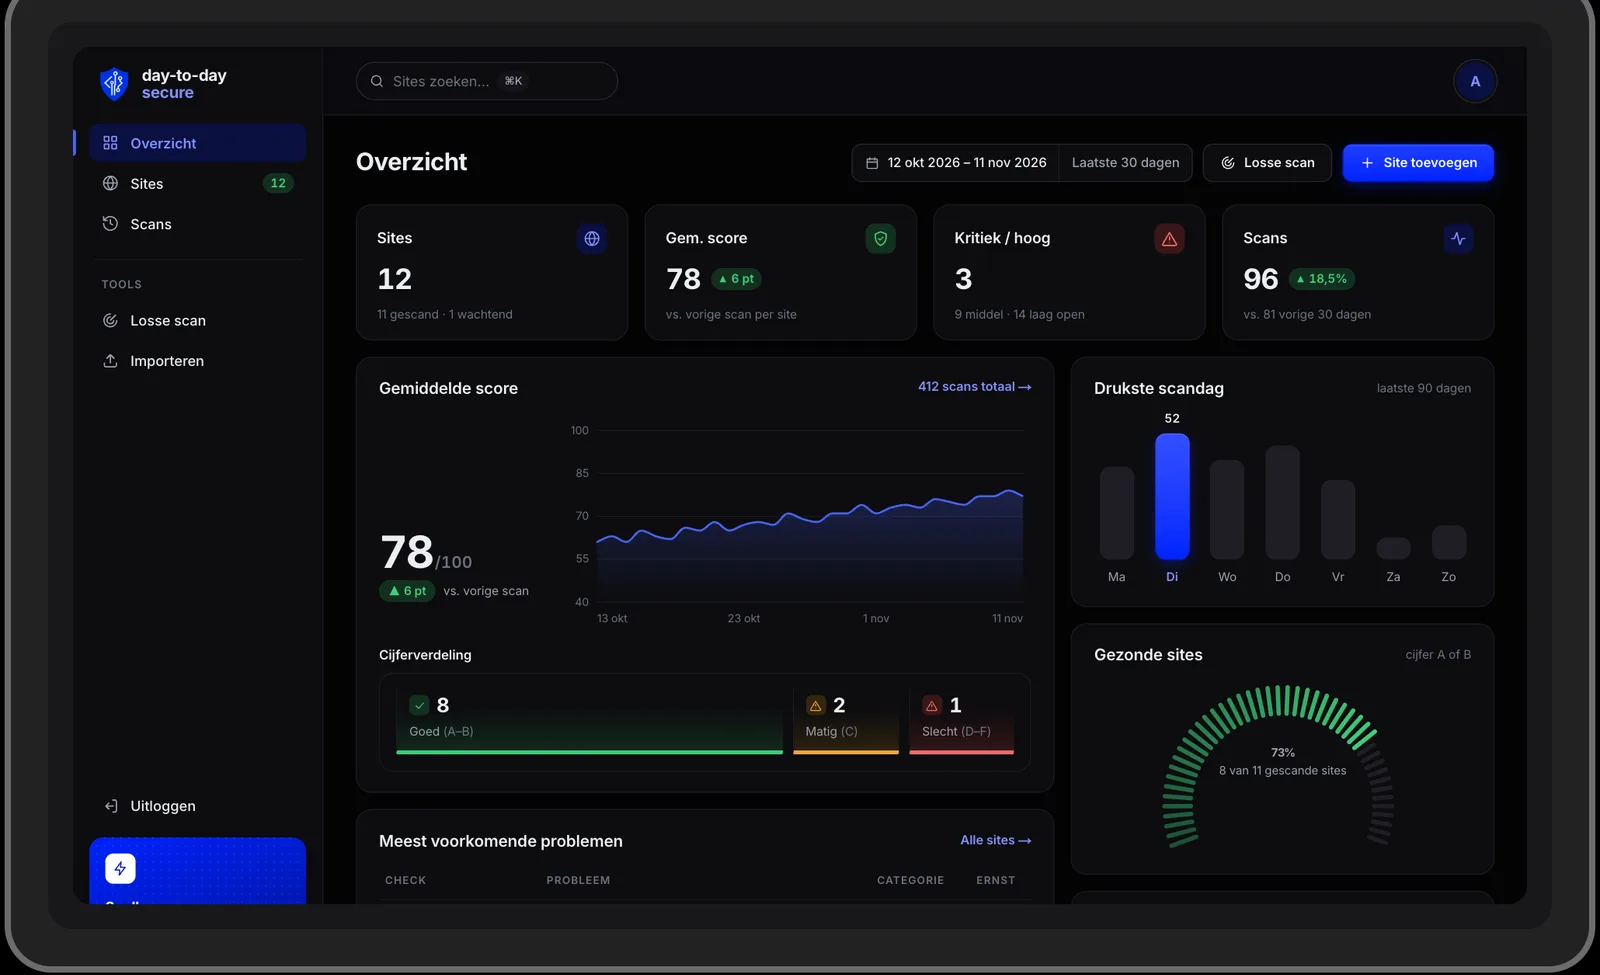 day-to-day
secure
Sites zoeken... ⌘K
A
Overzicht
Sites 12
Scans
TOOLS
Losse scan
Importeren
Uitloggen
Overzicht
12 okt 2026 – 11 nov 2026 Laatste 30 dagen
Losse scan
+ Site toevoegen
Sites
12
11 gescand · 1 wachtend
Gem. score
78 ▲ 6 pt
vs. vorige scan per site
Kritiek / hoog
3
9 middel · 14 laag open
Scans
96 ▲ 18,5%
vs. 81 vorige 30 dagen
Gemiddelde score
412 scans totaal →
78/100
▲ 6 pt vs. vorige scan
100
85
70
55
40
13 okt 23 okt 1 nov 11 nov
Cijferverdeling
8
Goed (A–B)
2
Matig (C)
1
Slecht (D–F)
Drukste scandag
laatste 90 dagen
52
Ma Di Wo Do Vr Za Zo
Gezonde sites
cijfer A of B
73%
8 van 11 gescande sites
Meest voorkomende problemen
Alle sites →
CHECK PROBLEEM CATEGORIE ERNST